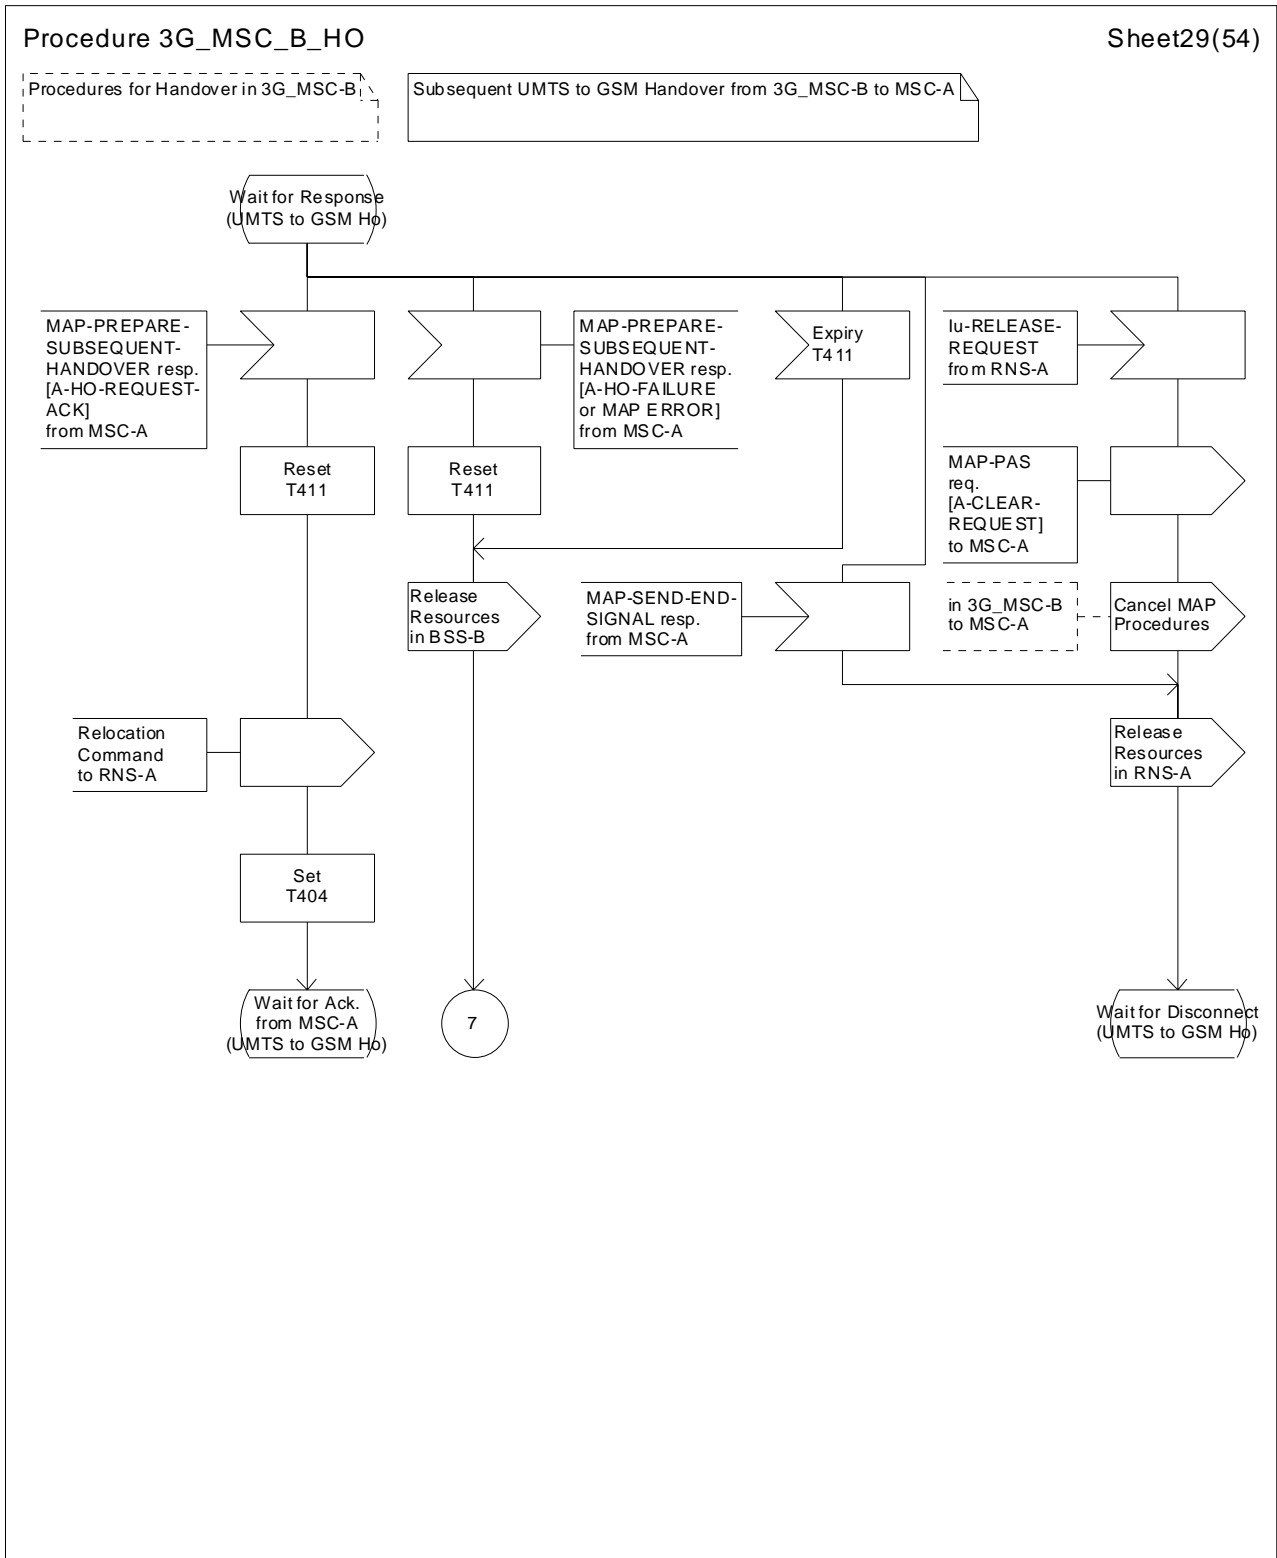 Procedure 3G_MSC_B_HO
Sheet29(54)
Procedures for Handover in 3G_MSC-B
Subsequent UMTS to GSM Handover from 3G_MSC-B to MSC-A
Wait for Response
(UMTS to GSM Ho)
MAP-PREPARE-
SUBSEQUENT-
HANDOVER resp.
[A-HO-REQUEST-
ACK]
from MSC-A
MAP-PREPARE-
SUBSEQUENT-
HANDOVER resp.
[A-HO-FAILURE
or MAP ERROR]
from MSC-A
Expiry
T411
Iu-RELEASE-
REQUEST
from RNS-A
Reset
T411
Reset
T411
MAP-PAS
req.
[A-CLEAR-
REQUEST]
to MSC-A
Release
Resources
in BSS-B
MAP-SEND-END-
SIGNAL resp.
from MSC-A
in 3G_MSC-B
to MSC-A
Cancel MAP
Procedures
Relocation
Command
to RNS-A
Release
Resources
in RNS-A
Set
T404
Wait for Ack.
from MSC-A
(UMTS to GSM Ho)
7
Wait for Disconnect
(UMTS to GSM Ho)